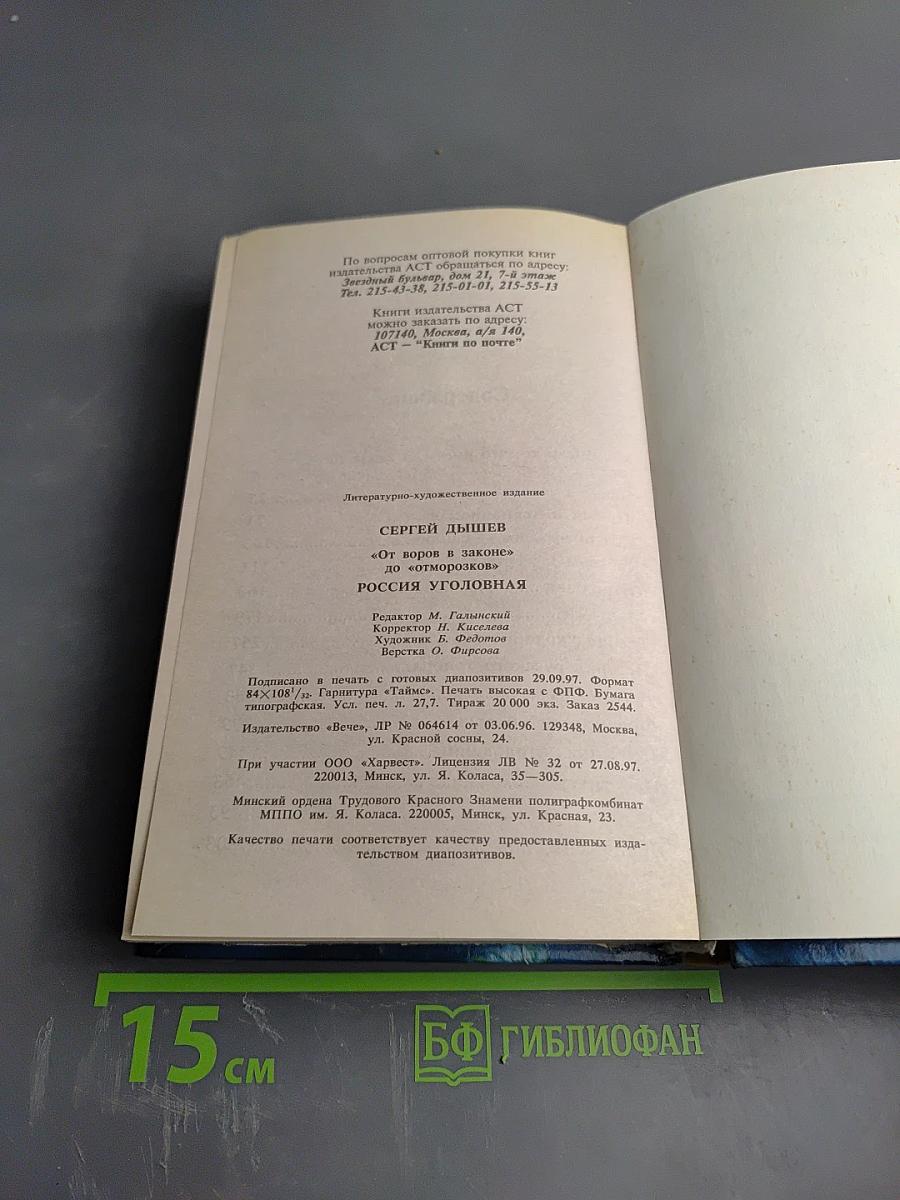 По вопросам оптовой покупки книг
издательства АСТ обращаться по адресу:
Звездный бульвар, дом 21, 7-й этаж
Тел. 215-43-38, 215-01-01, 215-55-13
Книги издательства АСТ
можно заказать по адресу:
107140, Москва, а/я 140,
АСТ — "Книги по почте"
Литературно-художественное издание
СЕРГЕЙ ДЫШЕВ
«От воров в законе»
до «отморозков»
РОССИЯ УГОЛОВНАЯ
Редактор М. Галынский
Корректор Н. Киселева
Художник Б. Федотов
Верстка О. Фирсова
Подписано в печать с готовых диапозитивов 29.09.97. Формат
84×108¹/₃₂. Гарнитура «Таймс». Печать высокая с ФПФ. Бумага
типографская. Усл. печ. л. 27,7. Тираж 20 000 экз. Заказ 2544.
Издательство «Вече», ЛР № 064614 от 03.06.96. 129348, Москва,
ул. Красной сосны, 24.
При участии ООО «Харвест». Лицензия ЛВ № 32 от 27.08.97.
220013, Минск, ул. Я. Коласа, 35—305.
Минский ордена Трудового Красного Знамени полиграфкомбинат
МППО им. Я. Коласа. 220005, Минск, ул. Красная, 23.
Качество печати соответствует качеству предоставленных изда-
тельством диапозитивов.
15 см
БФ ГИБЛИОФАН